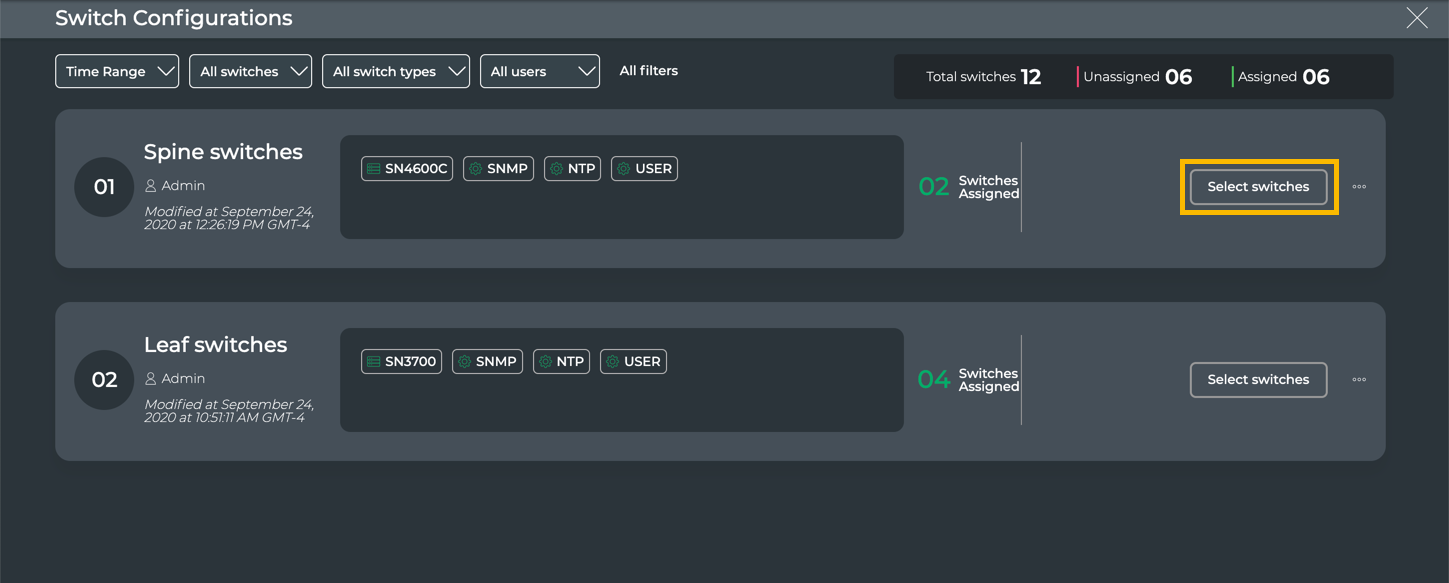 Switch Configurations
Time Range
All switches
All switch types
All users
All filters
Total switches 12
Unassigned 06
Assigned 06
01
Spine switches
Admin
Modified at September 24,
2020 at 12:26:19 PM GMT-4
SN4600C
SNMP
NTP
USER
02
Switches
Assigned
Select switches
02
Leaf switches
Admin
Modified at September 24,
2020 at 10:51:11 AM GMT-4
SN3700
SNMP
NTP
USER
04
Switches
Assigned
Select switches